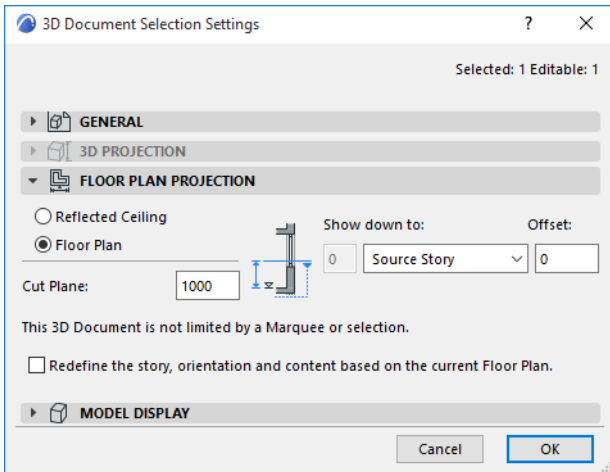 3D Document Selection Settings
?
Selected: 1 Editable: 1
GENERAL
3D PROJECTION
FLOOR PLAN PROJECTION
Reflected Ceiling
Floor Plan
Show down to:
Offset:
0
Source Story
0
Cut Plane:
1000
This 3D Document is not limited by a Marquee or selection.
Redefine the story, orientation and content based on the current Floor Plan.
MODEL DISPLAY
Cancel
OK